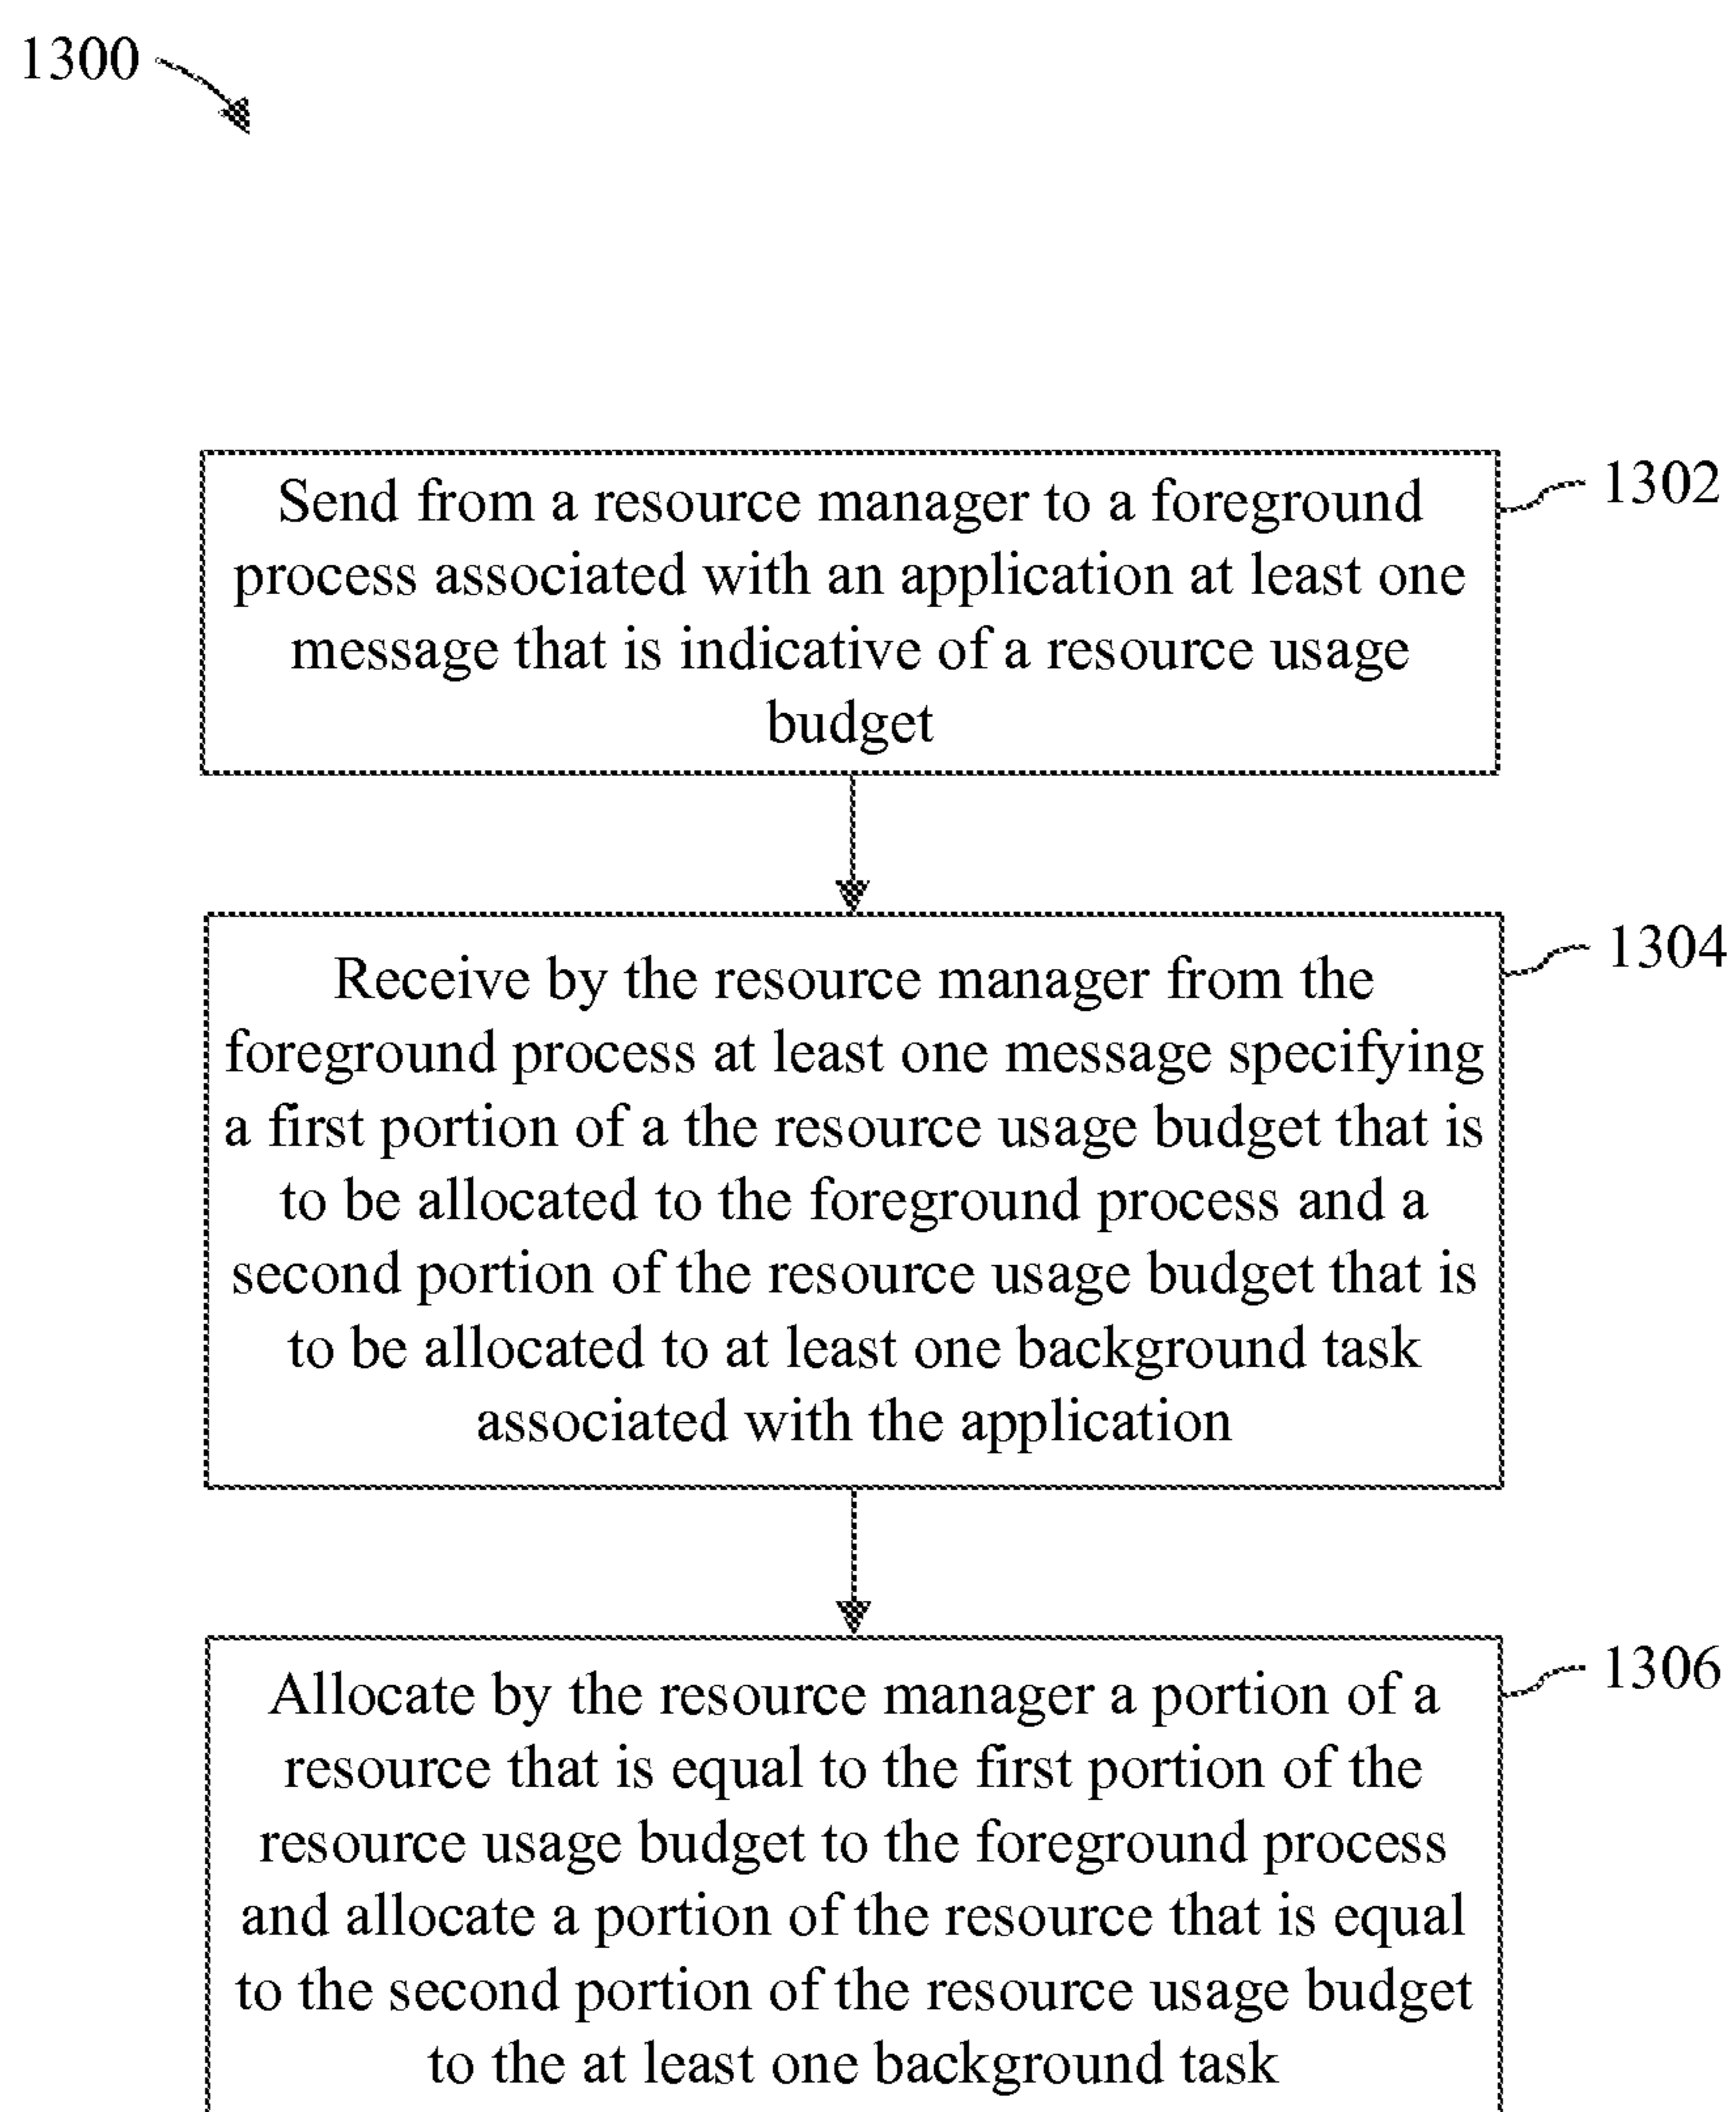 1300
Send from a resource manager to a foreground
process associated with an application at least one
message that is indicative of a resource usage
budget
1302
Receive by the resource manager from the
foreground process at least one message specifying
a first portion of a the resource usage budget that is
to be allocated to the foreground process and a
second portion of the resource usage budget that is
to be allocated to at least one background task
associated with the application
1304
Allocate by the resource manager a portion of a
resource that is equal to the first portion of the
resource usage budget to the foreground process
and allocate a portion of the resource that is equal
to the second portion of the resource usage budget
to the at least one background task
1306